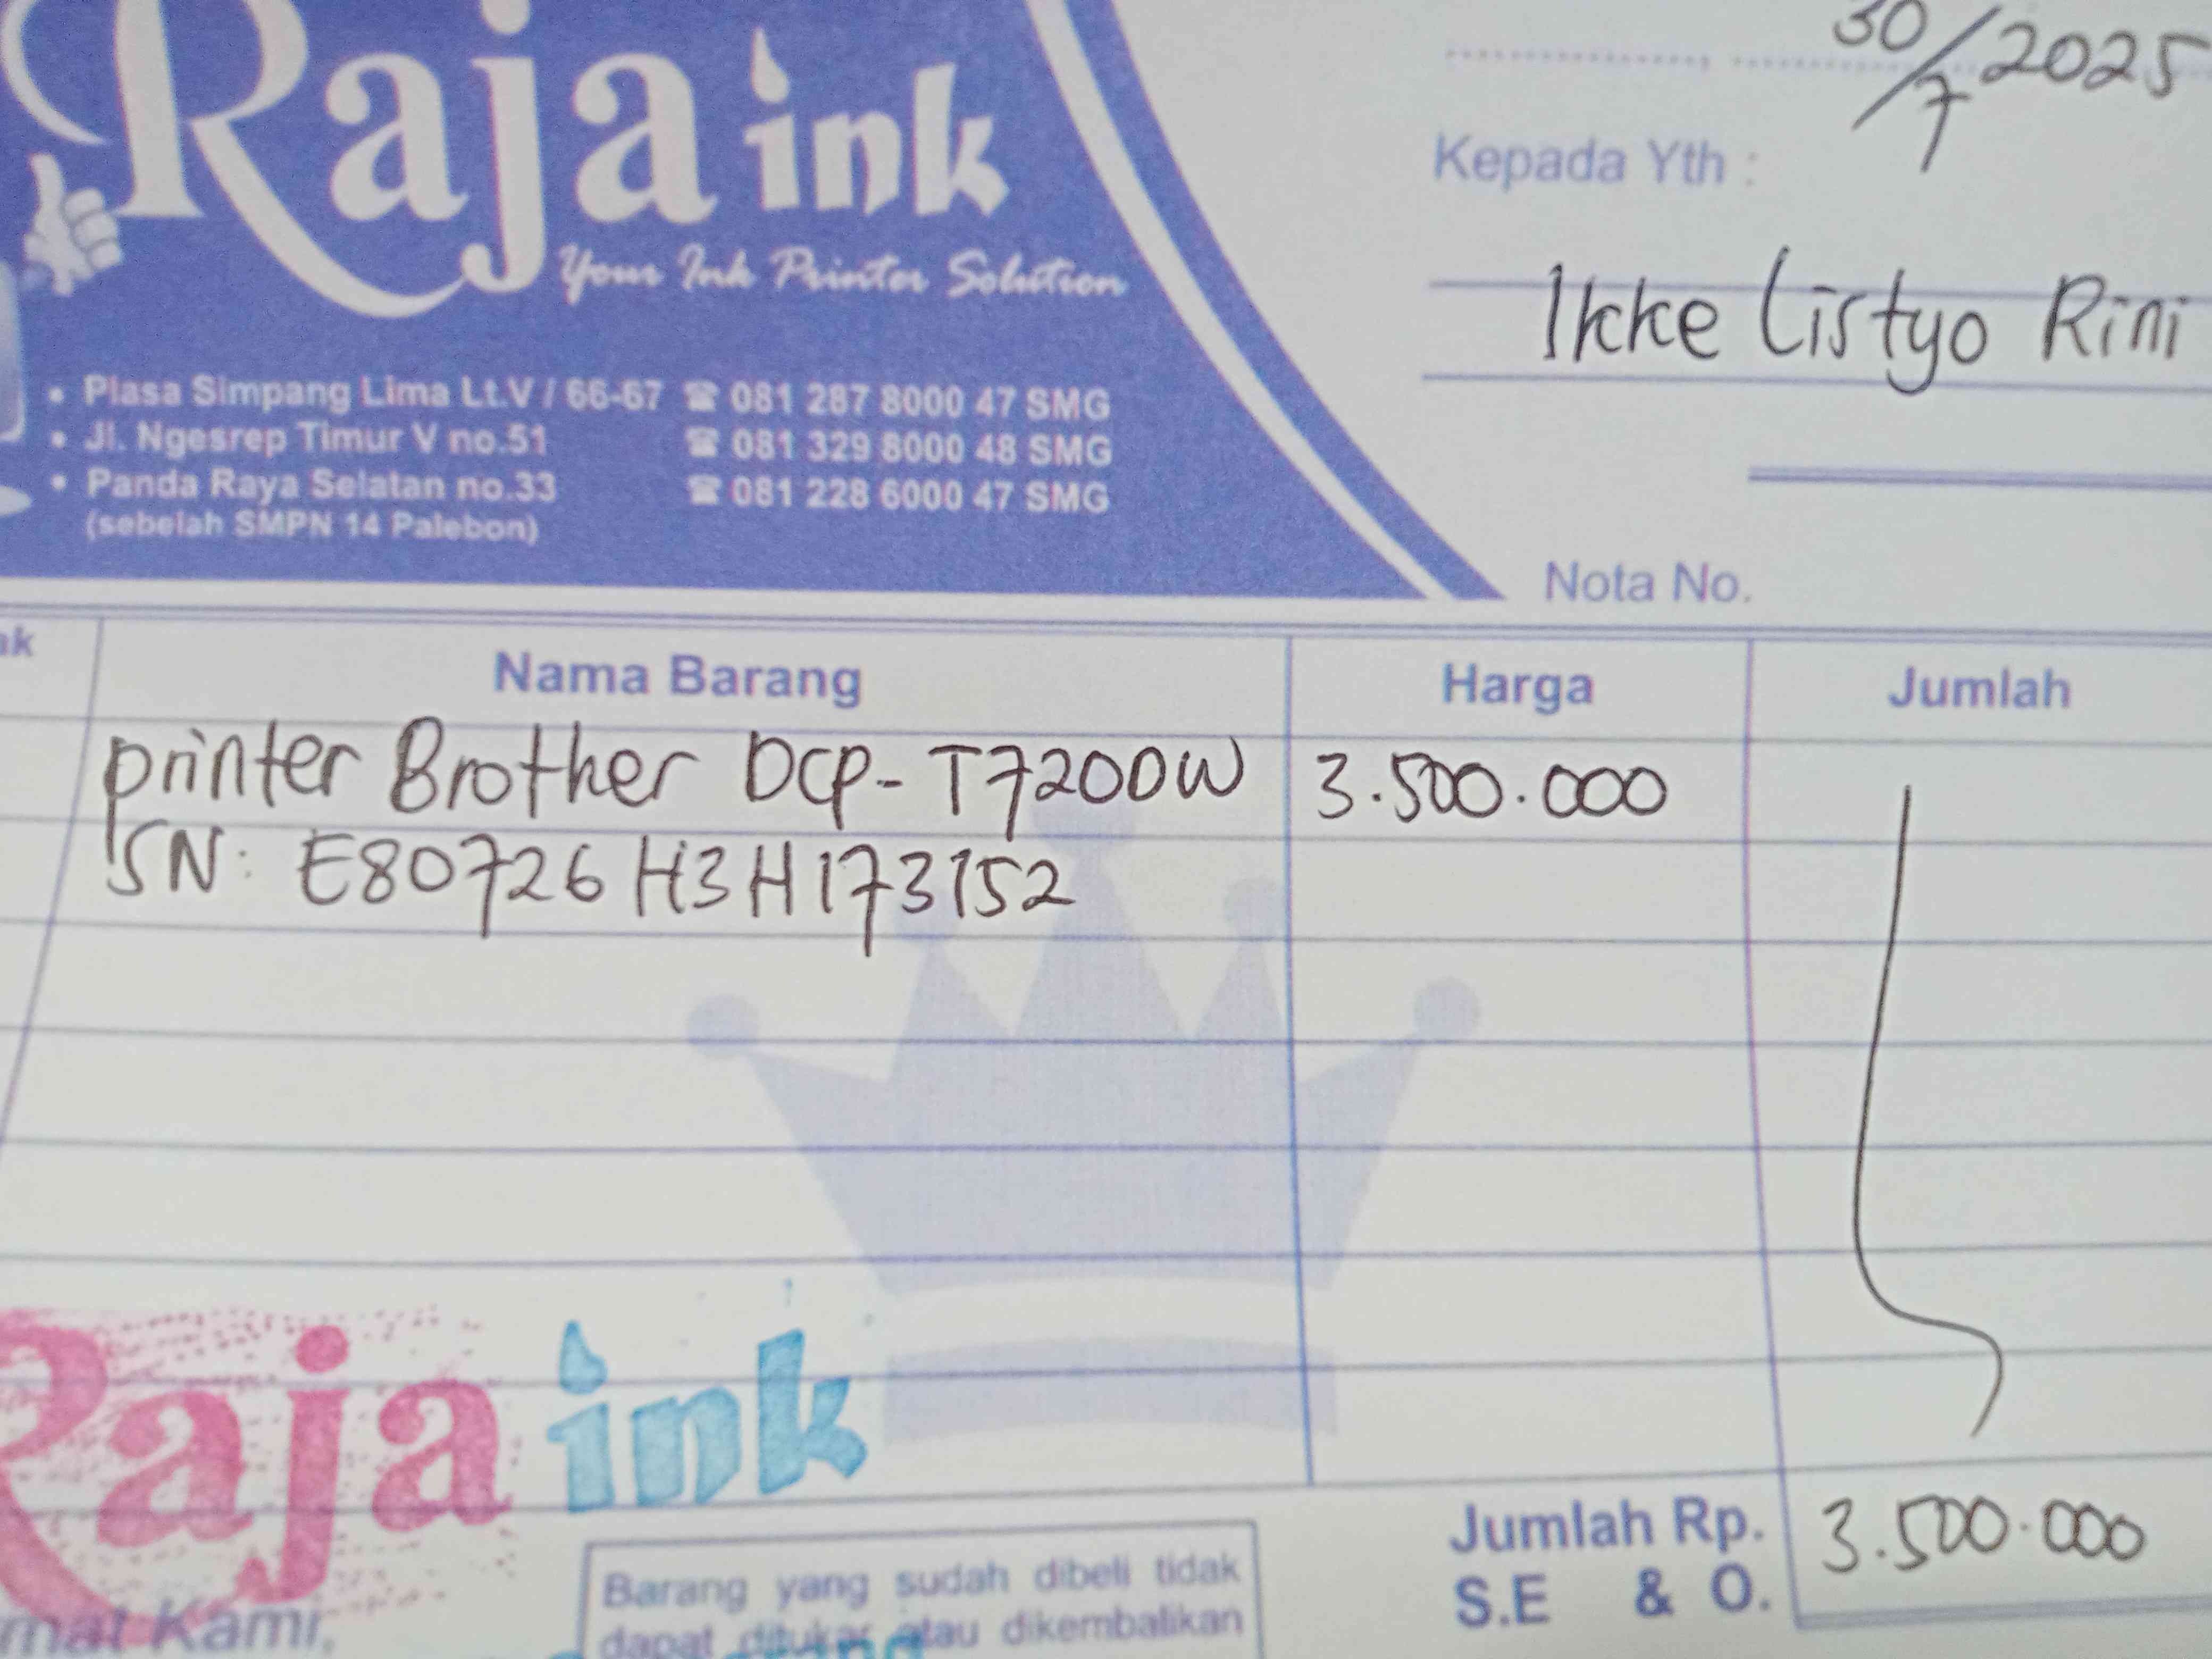 Raja ink
Your Ink Printer Solution
• Plasa Simpang Lima Lt.V / 66-67 ☎ 081 287 8000 47 SMG
• Jl. Ngesrep Timur V no.51 ☎ 081 329 8000 48 SMG
• Panda Raya Selatan no.33 ☎ 081 228 6000 47 SMG
(sebelah SMPN 14 Palebon)
30/7 2025
Kepada Yth :
Ikke Listyo Rini
Nota No.
ak Nama Barang Harga Jumlah
printer Brother DCP-T720DW 3.500.000
SN: E80726H3H173152
Raja ink
Jumlah Rp. 3.500.000
S.E & O.
Barang yang sudah dibeli tidak
dapat ditukar atau dikembalikan
mat Kami,